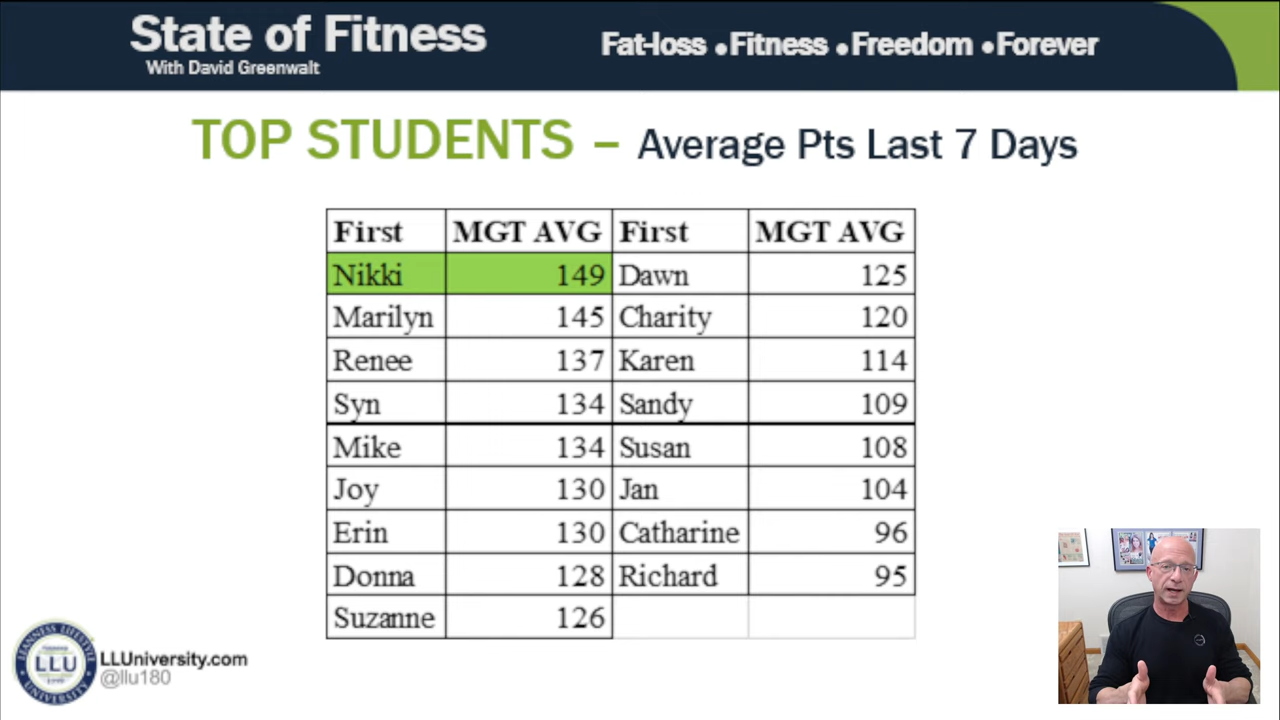 State of Fitness
With David Greenwalt
Fat-loss •Fitness •Freedom •Forever
TOP STUDENTS – Average Pts Last 7 Days
First MGT AVG First MGT AVG
Nikki 149 Dawn 125
Marilyn 145 Charity 120
Renee 137 Karen 114
Syn 134 Sandy 109
Mike 134 Susan 108
Joy 130 Jan 104
Erin 130 Catharine 96
Donna 128 Richard 95
Suzanne 126
LEANNESS LIFESTYLE
LLU
UNIVERSITY
LLUniversity.com
@llu180